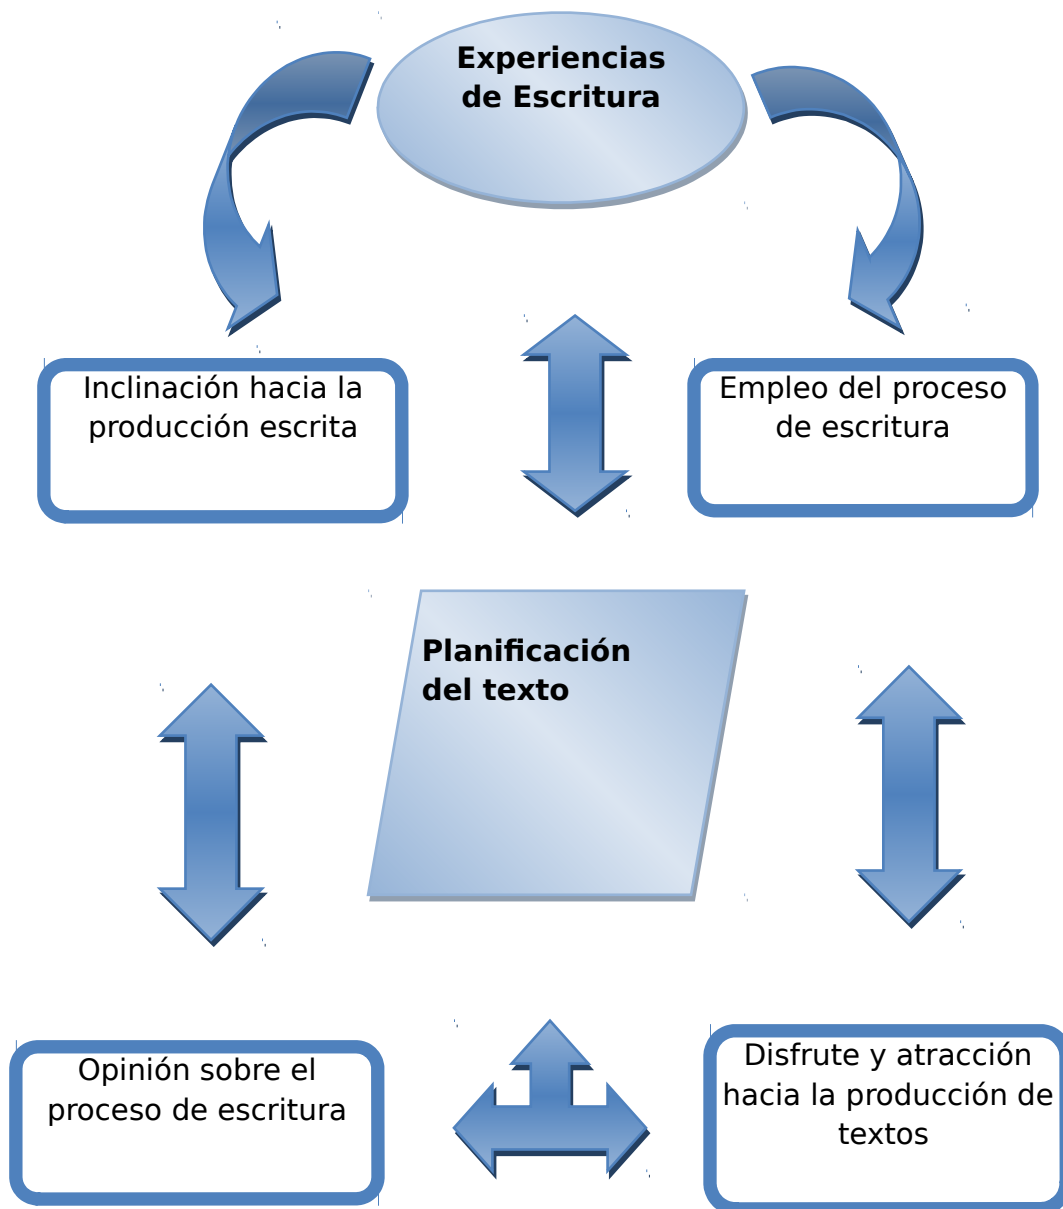 Experiencias
de Escritura
Inclinación hacia la
producción escrita
Empleo del proceso
de escritura
Planificación
del texto
Opinión sobre el
proceso de escritura
Disfrute y atracción
hacia la producción de
textos